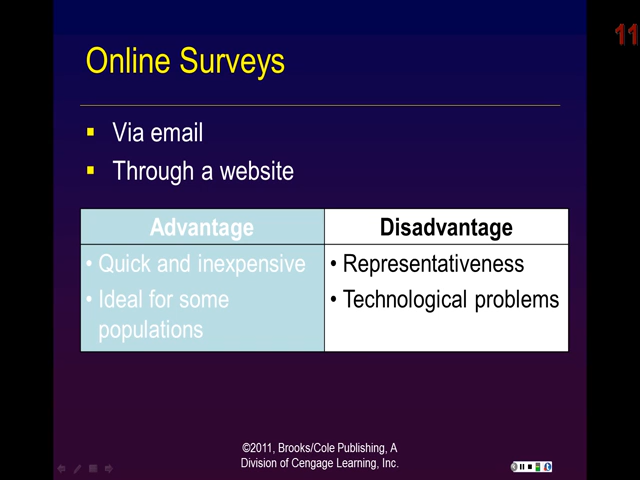 11
Online Surveys
▪ Via email
▪ Through a website
Advantage
• Quick and inexpensive
• Ideal for some
populations
Disadvantage
• Representativeness
• Technological problems
©2011, Brooks/Cole Publishing, A
Division of Cengage Learning, Inc.